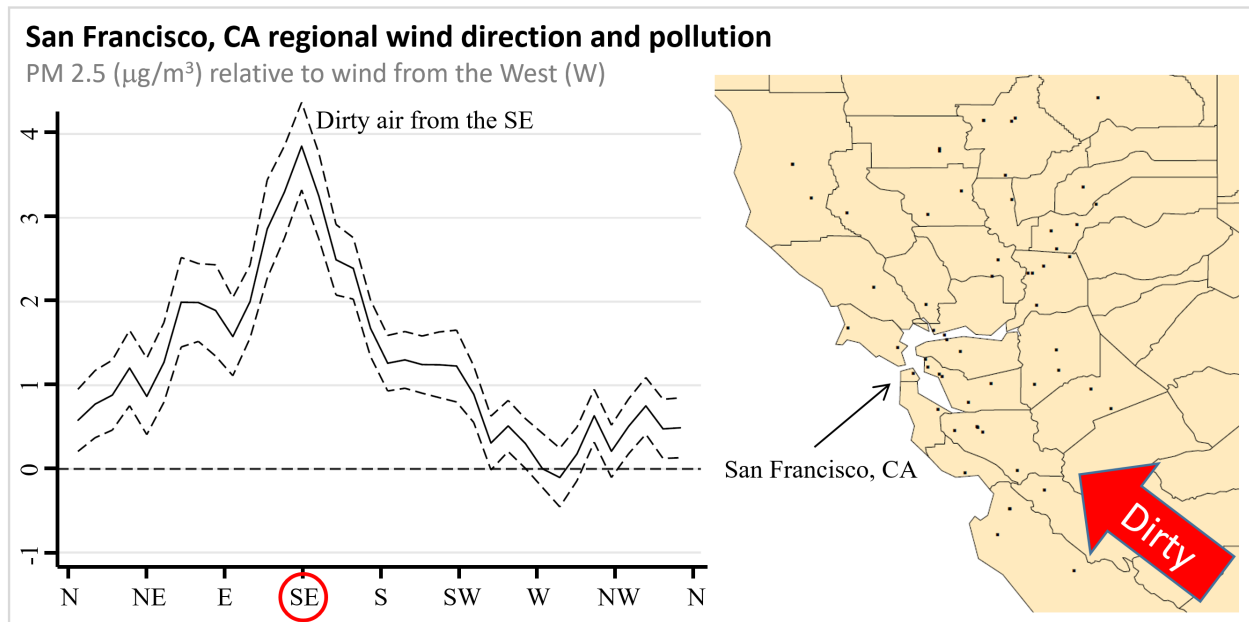 San Francisco, CA regional wind direction and pollution
PM 2.5 (μg/m³) relative to wind from the West (W)
Dirty air from the SE
4
3
2
1
0
-1
N NE E SE S SW W NW N
San Francisco, CA
Dirty